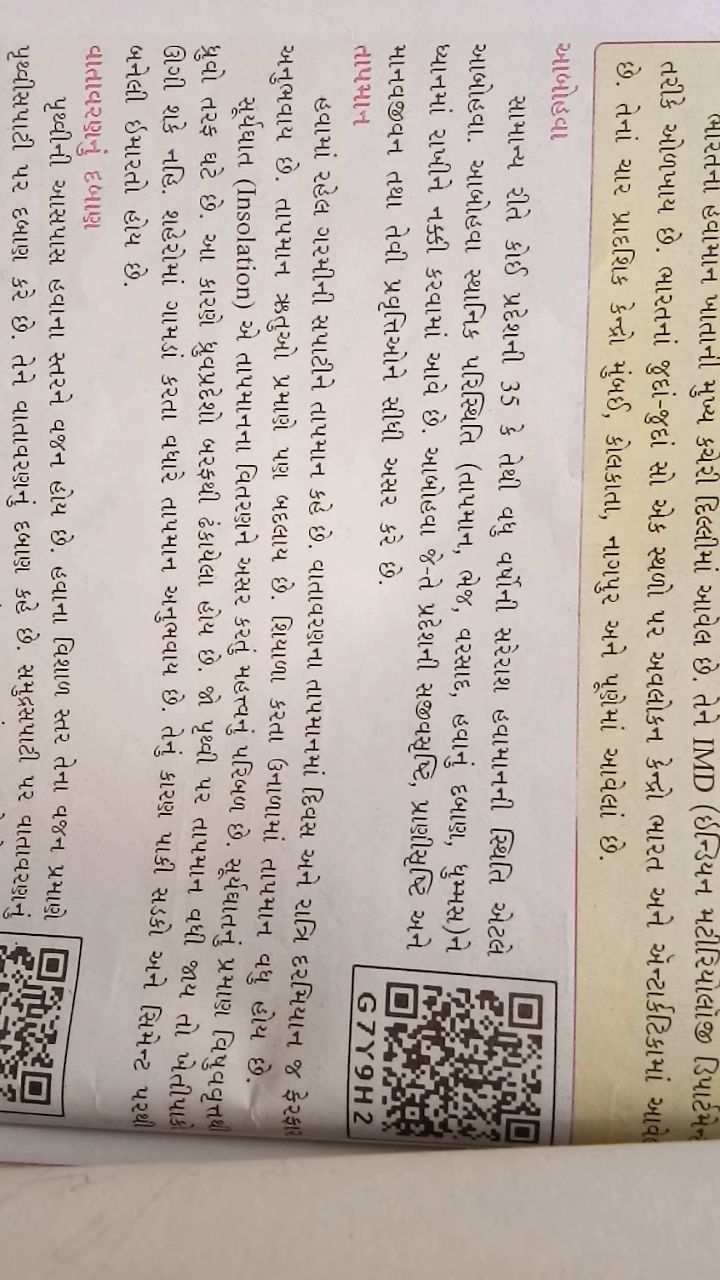 ભારતના હવામાન ખાતાની મુખ્ય કચેરી દિલ્લીમાં આવેલ છે. તેને IMD (ઇન્ડિયન મટીરિયોલોજી ડિપાર્ટમેન્ટ
તરીકે ઓળખાય છે. ભારતનાં જુદાં-જુદાં સો એક સ્થળો પર અવલોકન કેન્દ્રો ભારત અને એન્ટાર્કટિકામાં આવેલ
છે. તેનાં ચાર પ્રાદેશિક કેન્દ્રો મુંબઈ, કોલકાતા, નાગપુર અને પૂણેમાં આવેલાં છે.
આબોહવા
સામાન્ય રીતે કોઈ પ્રદેશની 35 કે તેથી વધુ વર્ષોની સરેરાશ હવામાનની સ્થિતિ એટલે
આબોહવા. આબોહવા સ્થાનિક પરિસ્થિતિ (તાપમાન, ભેજ, વરસાદ, હવાનું દબાણ, ધુમ્મસ)ને
ધ્યાનમાં રાખીને નક્કી કરવામાં આવે છે. આબોહવા જે-તે પ્રદેશની સજીવસૃષ્ટિ, પ્રાણીસૃષ્ટિ અને
માનવજીવન તથા તેની પ્રવૃત્તિઓને સીધી અસર કરે છે.
G7Y9H2
તાપમાન
હવામાં રહેલ ગરમીની સપાટીને તાપમાન કહે છે. વાતાવરણના તાપમાનમાં દિવસ અને રાત્રિ દરમિયાન જ ફેરફાર
અનુભવાય છે. તાપમાન ઋતુઓ પ્રમાણે પણ બદલાય છે. શિયાળા કરતા ઉનાળામાં તાપમાન વધુ હોય છે.
સૂર્યઘાત (Insolation) એ તાપમાનના વિતરણને અસર કરતું મહત્ત્વનું પરિબળ છે. સૂર્યઘાતનું પ્રમાણ વિષુવવૃત્તથી
ધ્રુવો તરફ ઘટે છે. આ કારણે ધ્રુવપ્રદેશો બરફથી ઢંકાયેલા હોય છે. જો પૃથ્વી પર તાપમાન વધી જાય તો ખેતીપાકો
ઊગી શકે નહિ. શહેરોમાં ગામડાં કરતા વધારે તાપમાન અનુભવાય છે. તેનું કારણ પાકી સડકો અને સિમેન્ટ પરથી
બનેલી ઈમારતો હોય છે.
વાતાવરણનું દબાણ
પૃથ્વીની આસપાસ હવાના સ્તરને વજન હોય છે. હવાના વિશાળ સ્તર તેના વજન પ્રમાણે
પૃથ્વીસપાટી પર દબાણ કરે છે. તેને વાતાવરણનું દબાણ કહે છે. સમુદ્રસપાટી પર વાતાવરણનું